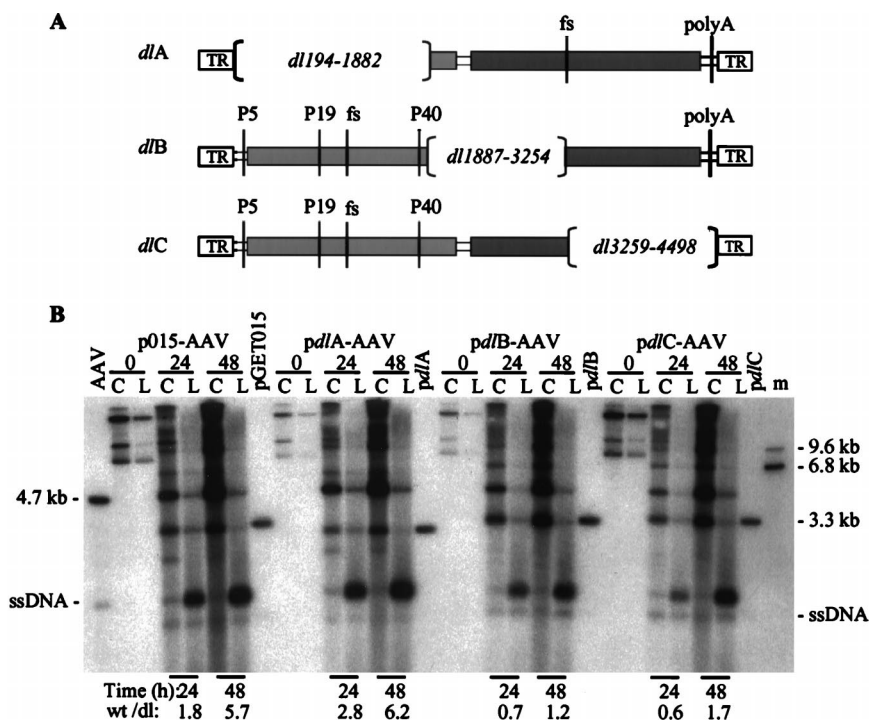 A
dlA TR dl194-1882 fs polyA TR
dlB TR P5 P19 fs P40 dl1887-3254 polyA TR
dlC TR P5 P19 fs P40 dl3259-4498 TR
B
AAV p015-AAV pGET015 pdlA-AAV pdlA pdlB-AAV pdlB pdlC-AAV pdlC m
0 24 48 0 24 48 0 24 48 0 24 48
C L C L C L C L C L C L C L C L C L C L C L C L
- 9.6 kb
- 6.8 kb
4.7 kb -
- 3.3 kb
ssDNA - - ssDNA
Time (h): 24 48 24 48 24 48 24 48
wt /dl: 1.8 5.7 2.8 6.2 0.7 1.2 0.6 1.7